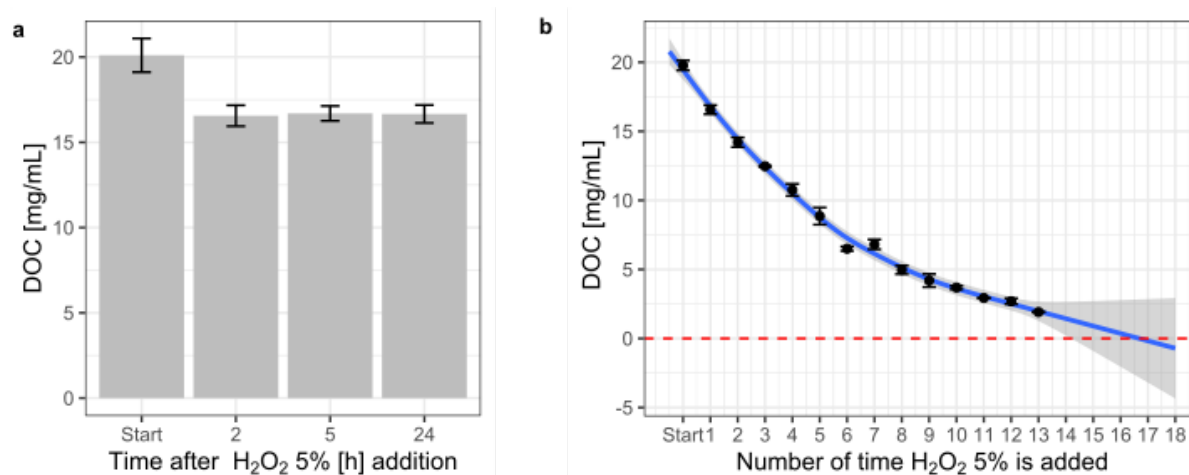 a
DOC [mg/mL]
20
15
10
5
0
Start 2 5 24
Time after H₂O₂ 5% [h] addition
b
DOC [mg/mL]
20
15
10
5
0
-5
Start 1 2 3 4 5 6 7 8 9 10 11 12 13 14 15 16 17 18
Number of time H₂O₂ 5% is added